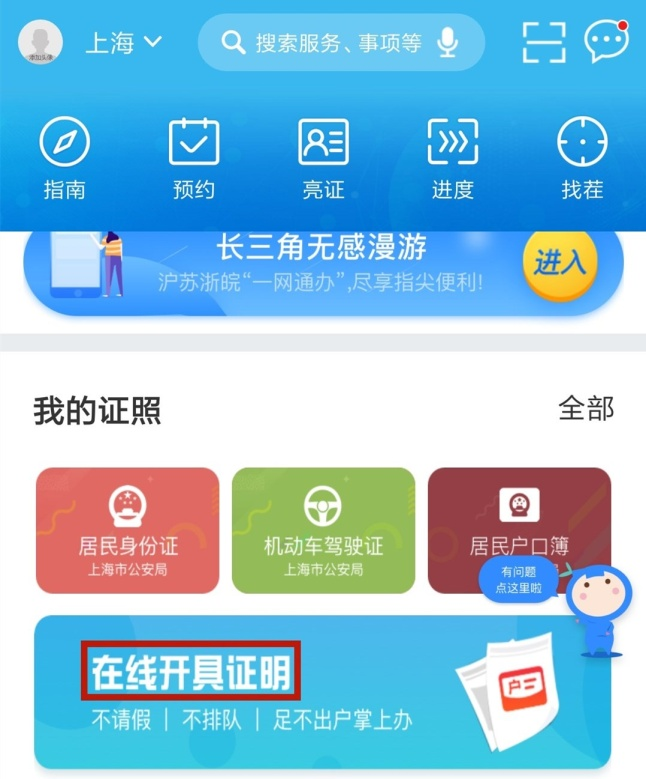 上海
搜索服务、事项等
指南 预约 亮证 进度 找茬
长三角无感漫游
沪苏浙皖“一网通办”,尽享指尖便利!
进入
我的证照
全部
居民身份证
上海市公安局
机动车驾驶证
上海市公安局
居民户口簿
局
有问题
点这里啦
在线开具证明
不请假 | 不排队 | 足不出户掌上办
户口